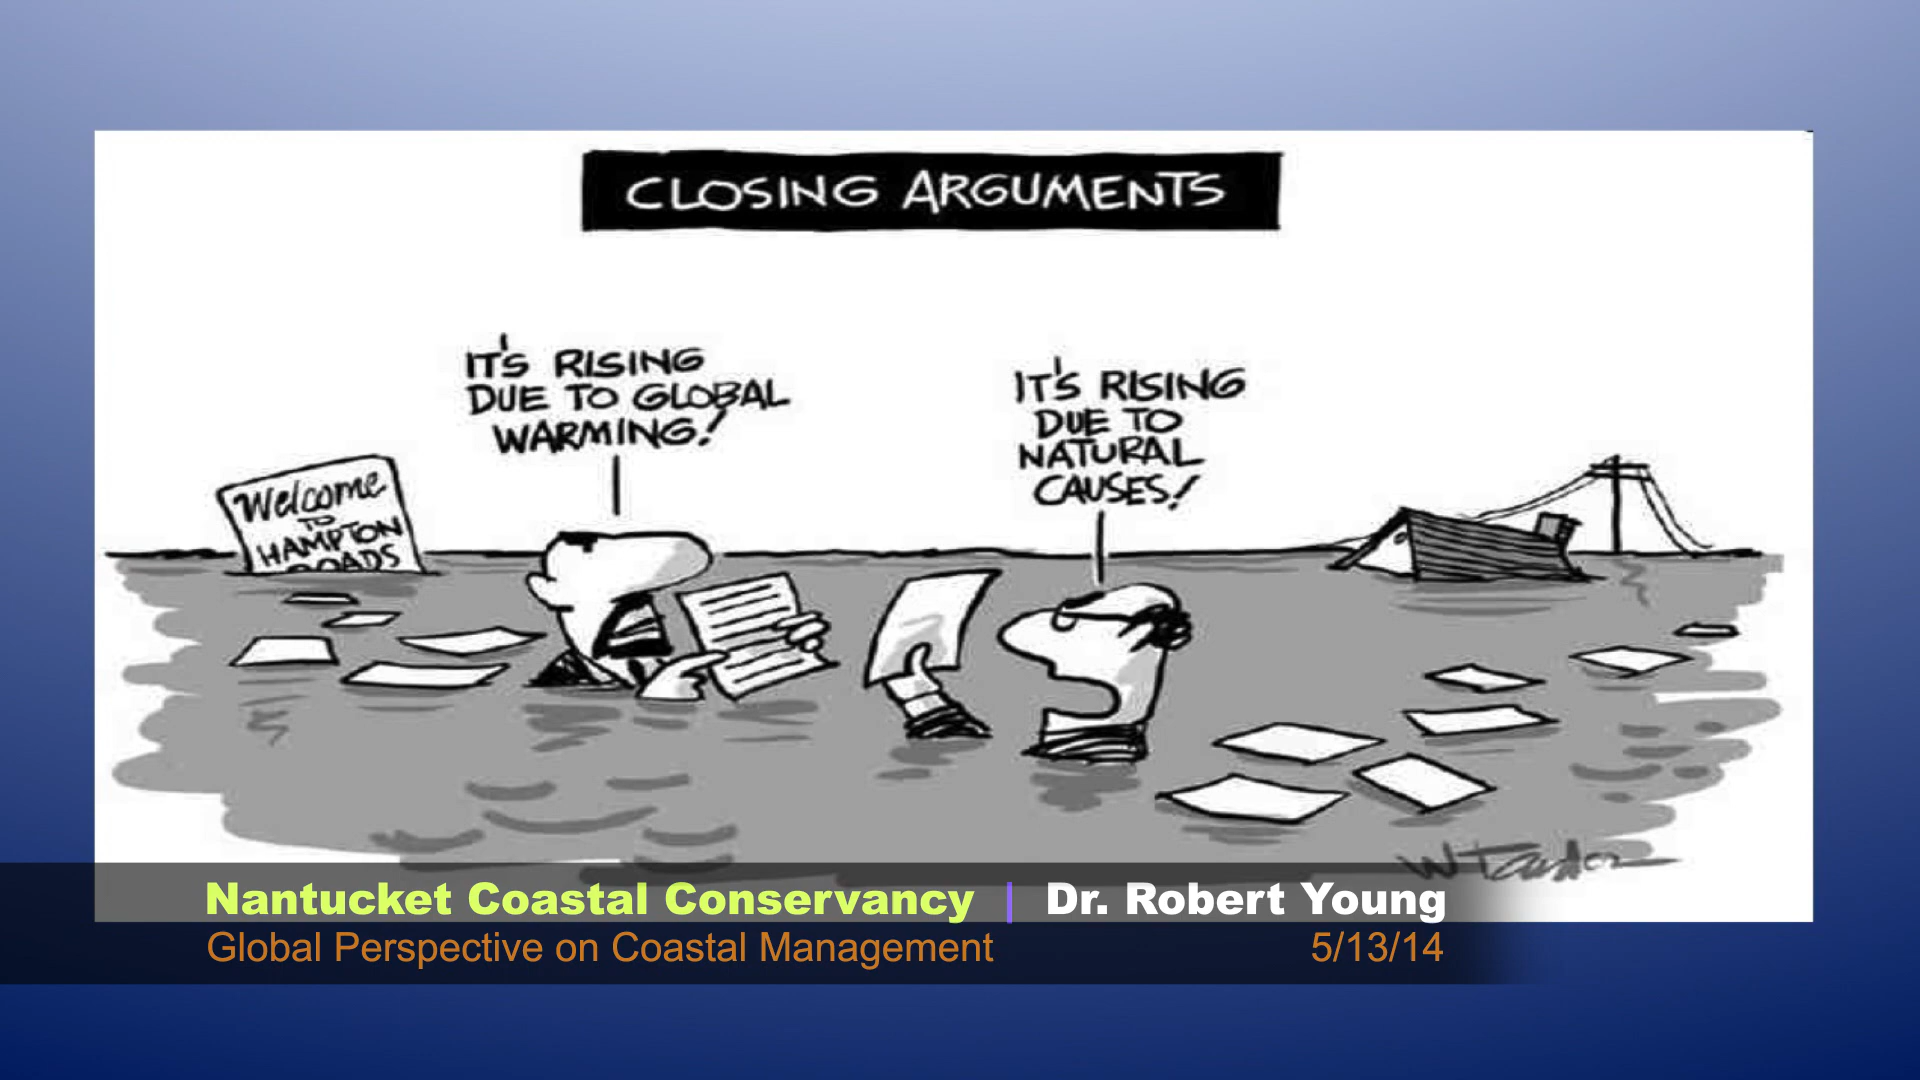 CLOSING ARGUMENTS
IT'S RISING
DUE TO GLOBAL
WARMING!
IT'S RISING
DUE TO
NATURAL
CAUSES!
Welcome
TO
HAMPTON
ROADS
Nantucket Coastal Conservancy | Dr. Robert Young
Global Perspective on Coastal Management 5/13/14